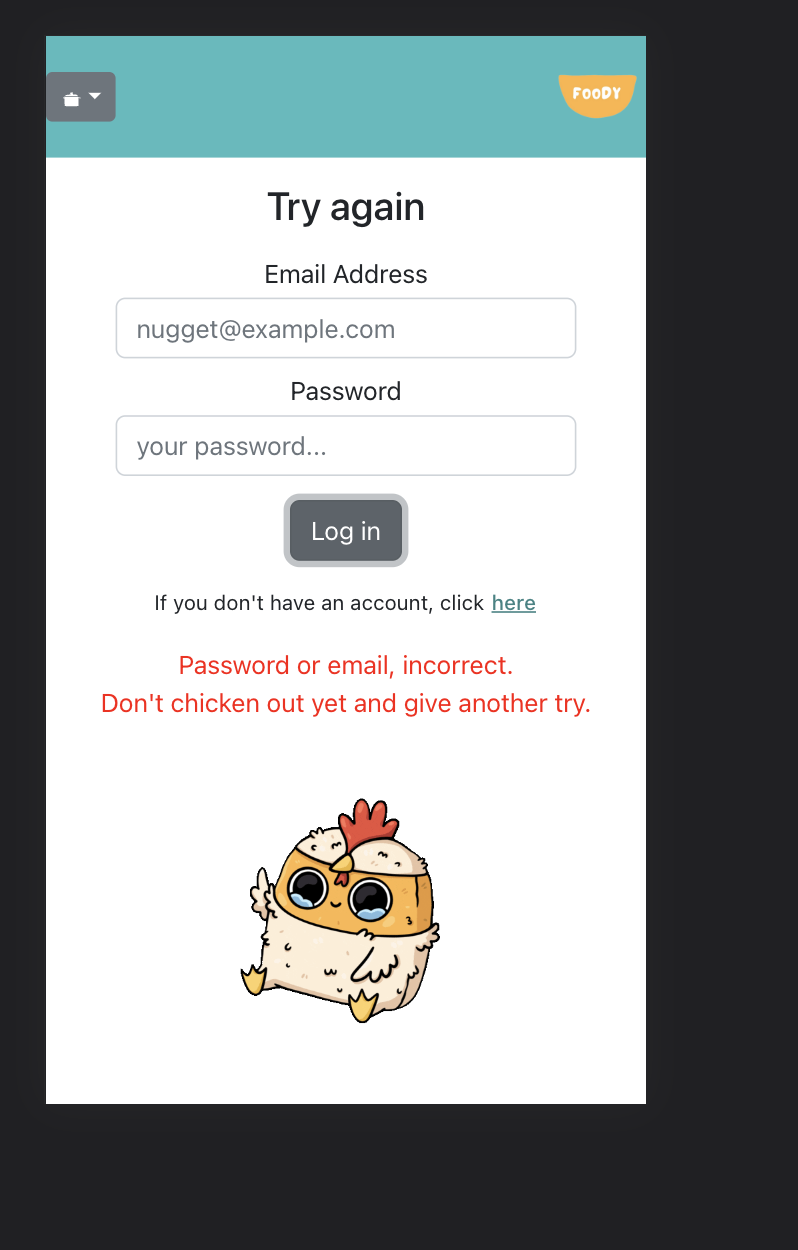 FOODY
Try again
Email Address
nugget@example.com
Password
your password...
Log in
If you don't have an account, click here
Password or email, incorrect.
Don't chicken out yet and give another try.